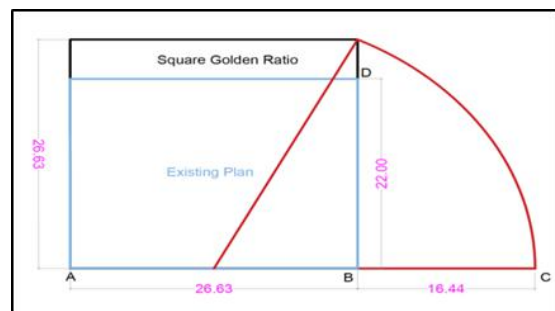 Square Golden Ratio
D
26.63
Existing Plan
22.00
A
B
C
26.63
16.44